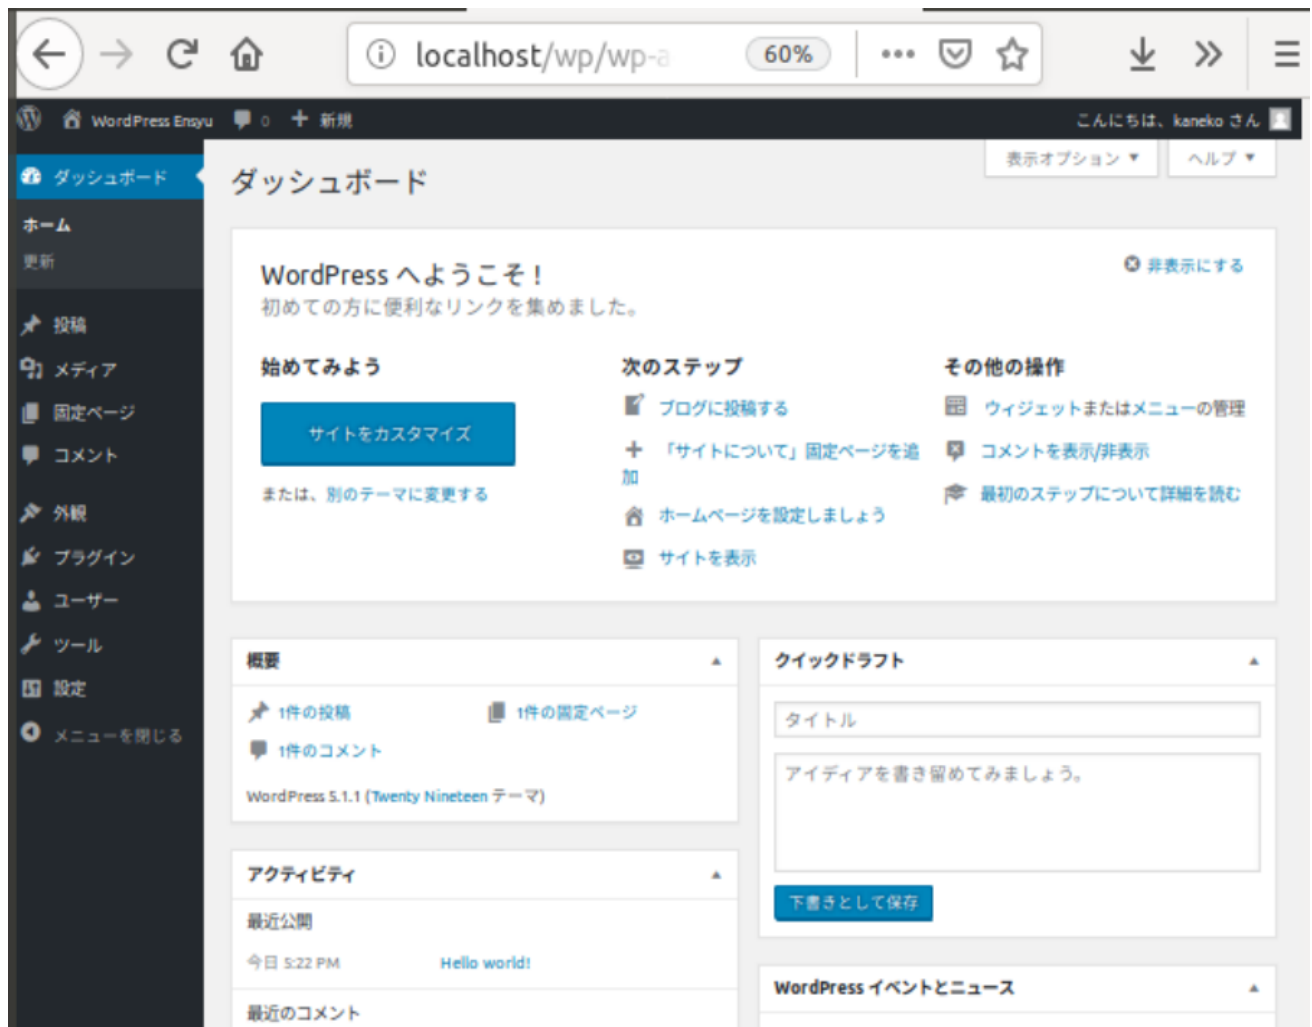 localhost/wp/wp-a
60%
WordPress Ensyu
0
新規
こんにちは、kaneko さん
ダッシュボード
ホーム
更新
投稿
メディア
固定ページ
コメント
外観
プラグイン
ユーザー
ツール
設定
メニューを閉じる
表示オプション
ヘルプ
ダッシュボード
WordPress へようこそ !
初めての方に便利なリンクを集めました。
非表示にする
始めてみよう
サイトをカスタマイズ
または、別のテーマに変更する
次のステップ
ブログに投稿する
「サイトについて」固定ページを追
加
ホームページを設定しましょう
サイトを表示
その他の操作
ウィジェットまたはメニューの管理
コメントを表示/非表示
最初のステップについて詳細を読む
概要
1件の投稿
1件の固定ページ
1件のコメント
WordPress 5.1.1 (Twenty Nineteen テーマ)
アクティビティ
最近公開
今日 5:22 PM
Hello world!
最近のコメント
クイックドラフト
タイトル
アイディアを書き留めてみましょう。
下書きとして保存
WordPress イベントとニュース